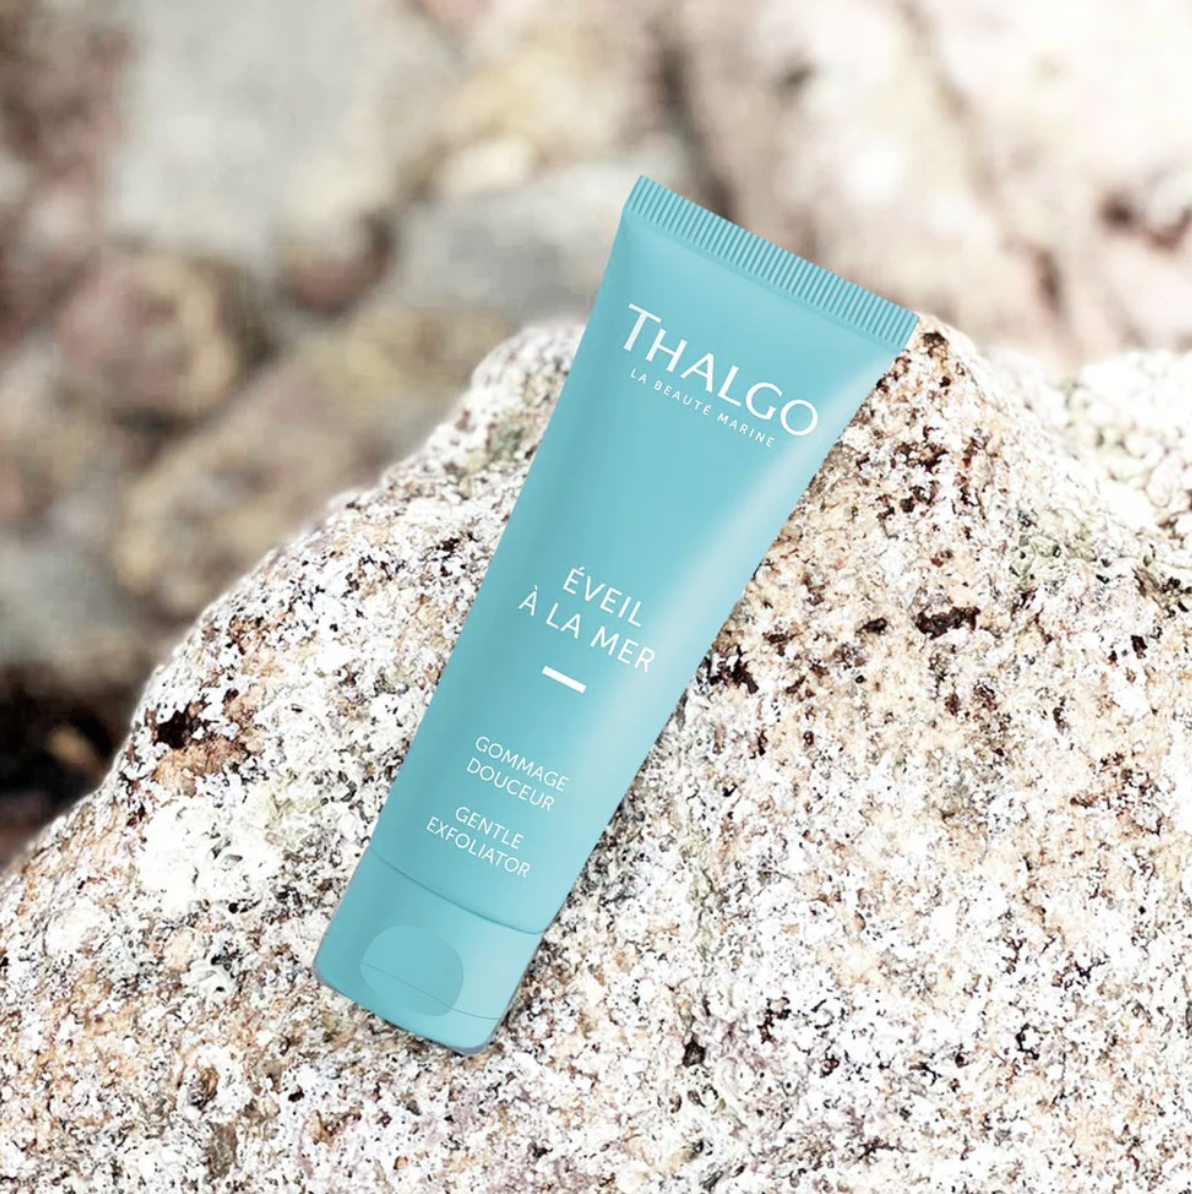 THALGO
LA BEAUTÉ MARINE
ÉVEIL
À LA MER
GOMMAGE
DOUCEUR
GENTLE
EXFOLIATOR